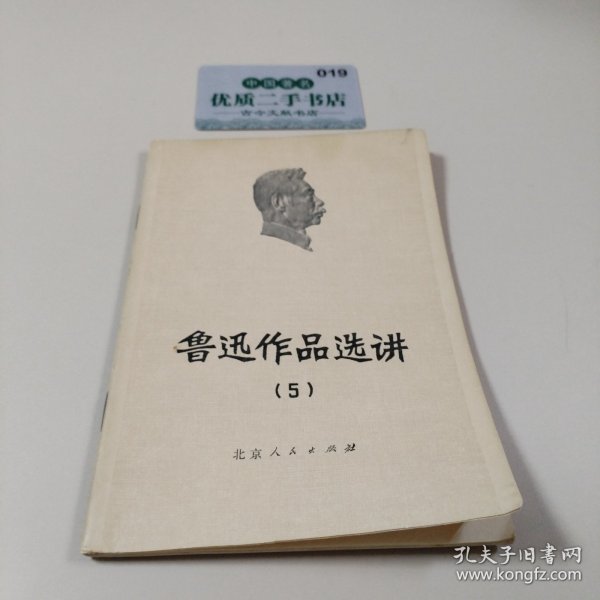 019
中国著名
优质二手书店
古今文献书店
鲁迅作品选讲
（5）
北京人民出版社
孔夫子旧书网
www.kongfz.com